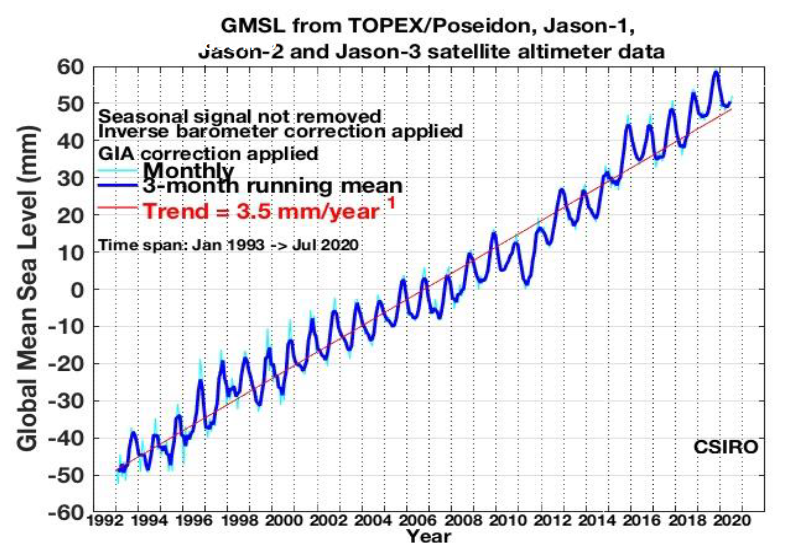 GMSL from TOPEX/Poseidon, Jason-1,
Jason-2 and Jason-3 satellite altimeter data
60
50
40
30
20
10
0
-10
-20
-30
-40
-50
-60
Global Mean Sea Level (mm)
Seasonal signal not removed
Inverse barometer correction applied
GIA correction applied
Monthly
3-month running mean
Trend = 3.5 mm/year 1
Time span: Jan 1993 -> Jul 2020
CSIRO
1992 1994 1996 1998 2000 2002 2004 2006 2008 2010 2012 2014 2016 2018 2020
Year